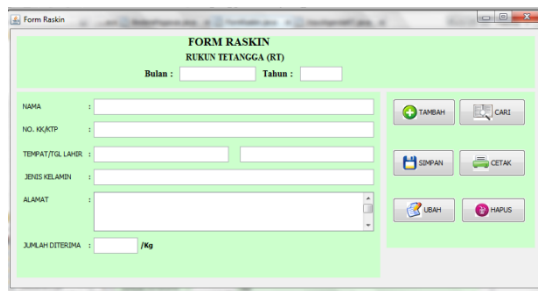 Form Raskin
FORM RASKIN
RUKUN TETANGGA (RT)
Bulan : Tahun :
NAMA :
NO. KK/KTP :
TEMPAT/TGL LAHIR :
JENIS KELAMIN :
ALAMAT :
JUMLAH DITERIMA : /Kg
TAMBAH CARI
SIMPAN CETAK
UBAH HAPUS